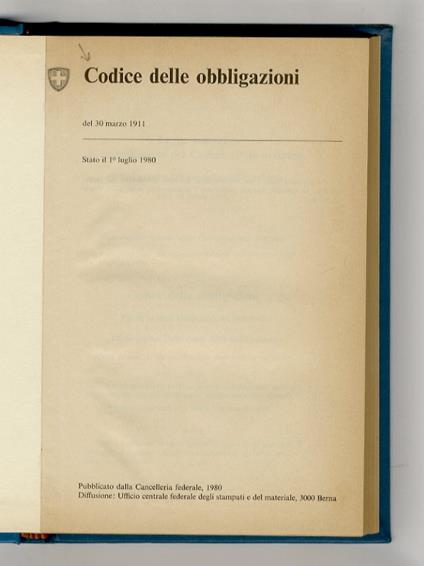 Codice delle obbligazioni
del 30 marzo 1911
Stato il 1º luglio 1980
Pubblicato dalla Cancelleria federale, 1980
Diffusione: Ufficio centrale federale degli stampati e del materiale, 3000 Berna